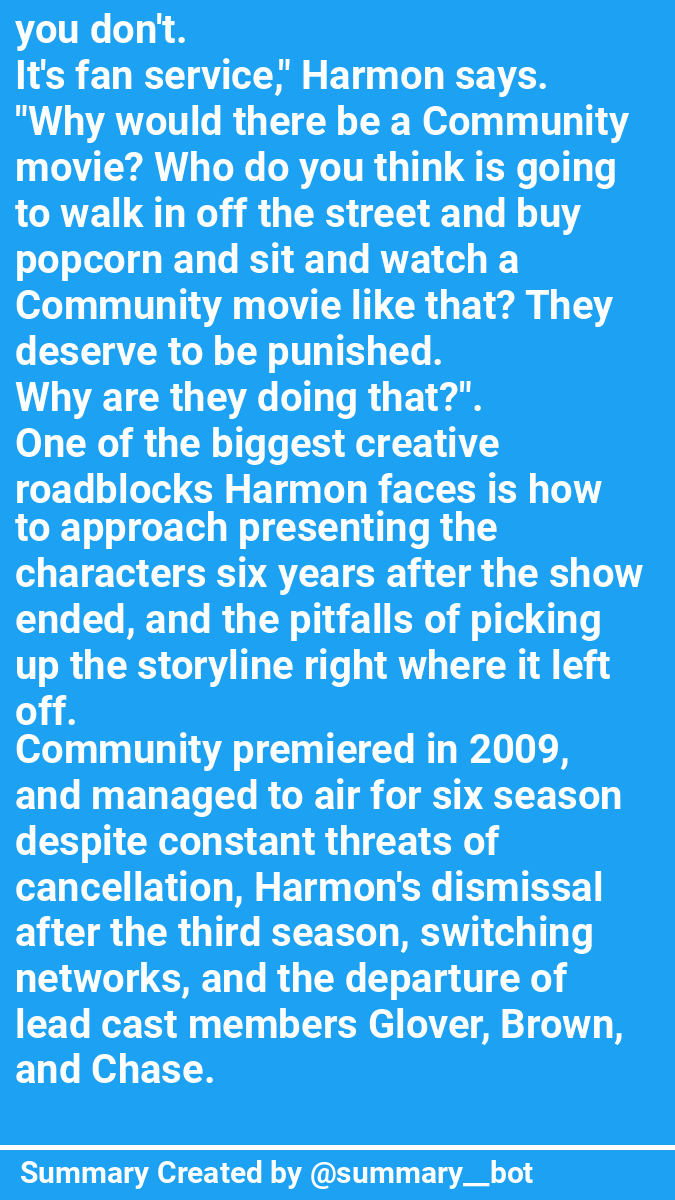 you don't.
It's fan service," Harmon says.
"Why would there be a Community
movie? Who do you think is going
to walk in off the street and buy
popcorn and sit and watch a
Community movie like that? They
deserve to be punished.
Why are they doing that?".
One of the biggest creative
roadblocks Harmon faces is how
to approach presenting the
characters six years after the show
ended, and the pitfalls of picking
up the storyline right where it left
off.
Community premiered in 2009,
and managed to air for six season
despite constant threats of
cancellation, Harmon's dismissal
after the third season, switching
networks, and the departure of
lead cast members Glover, Brown,
and Chase.
Summary Created by @summary__bot